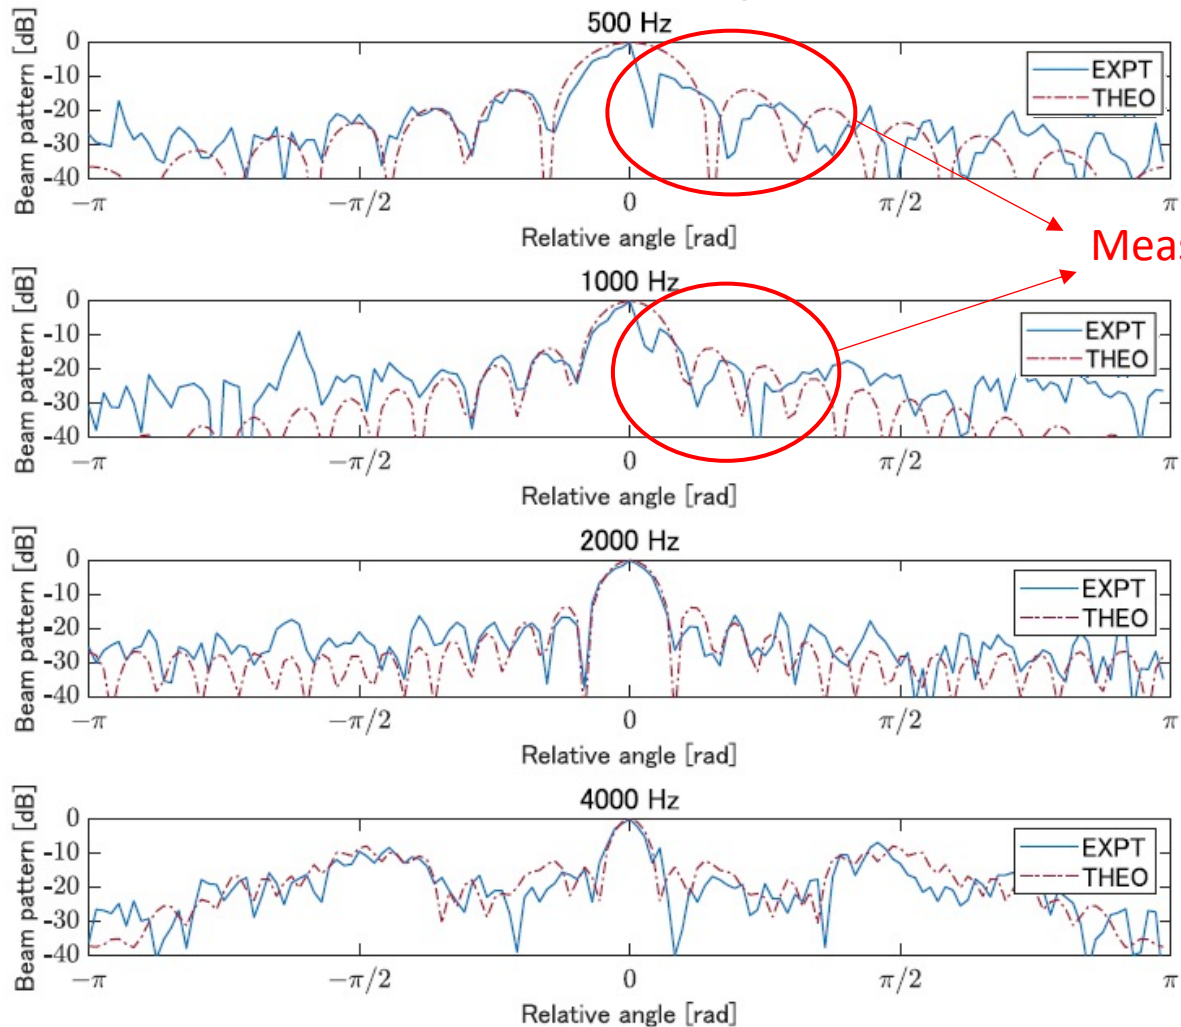 500 Hz
Beam pattern [dB]
0
-10
-20
-30
-40
EXPT
THEO
−π
−π/2
0
π/2
π
Relative angle [rad]
Meas
1000 Hz
Beam pattern [dB]
0
-10
-20
-30
-40
EXPT
THEO
−π
−π/2
0
π/2
π
Relative angle [rad]
2000 Hz
Beam pattern [dB]
0
-10
-20
-30
-40
EXPT
THEO
−π
−π/2
0
π/2
π
Relative angle [rad]
4000 Hz
Beam pattern [dB]
0
-10
-20
-30
-40
EXPT
THEO
−π
−π/2
0
π/2
π
Relative angle [rad]